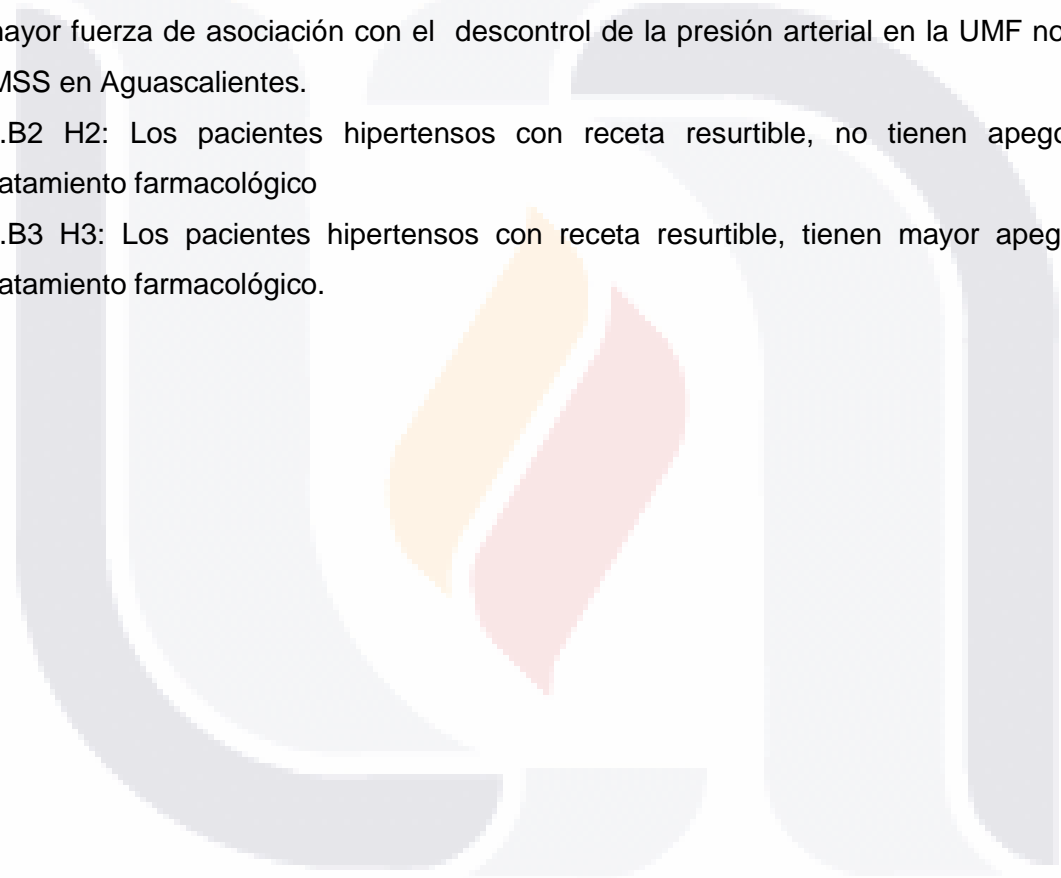 mayor fuerza de asociación con el descontrol de la presión arterial en la UMF no
MSS en Aguascalientes.
.B2 H2: Los pacientes hipertensos con receta resurtible, no tienen apego
ratamiento farmacológico
.B3 H3: Los pacientes hipertensos con receta resurtible, tienen mayor apeg
ratamiento farmacológico.